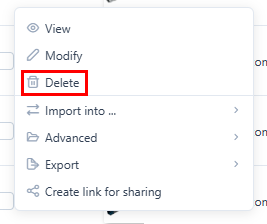 View
Modify
Delete
Import into ...
Advanced
Export
Create link for sharing